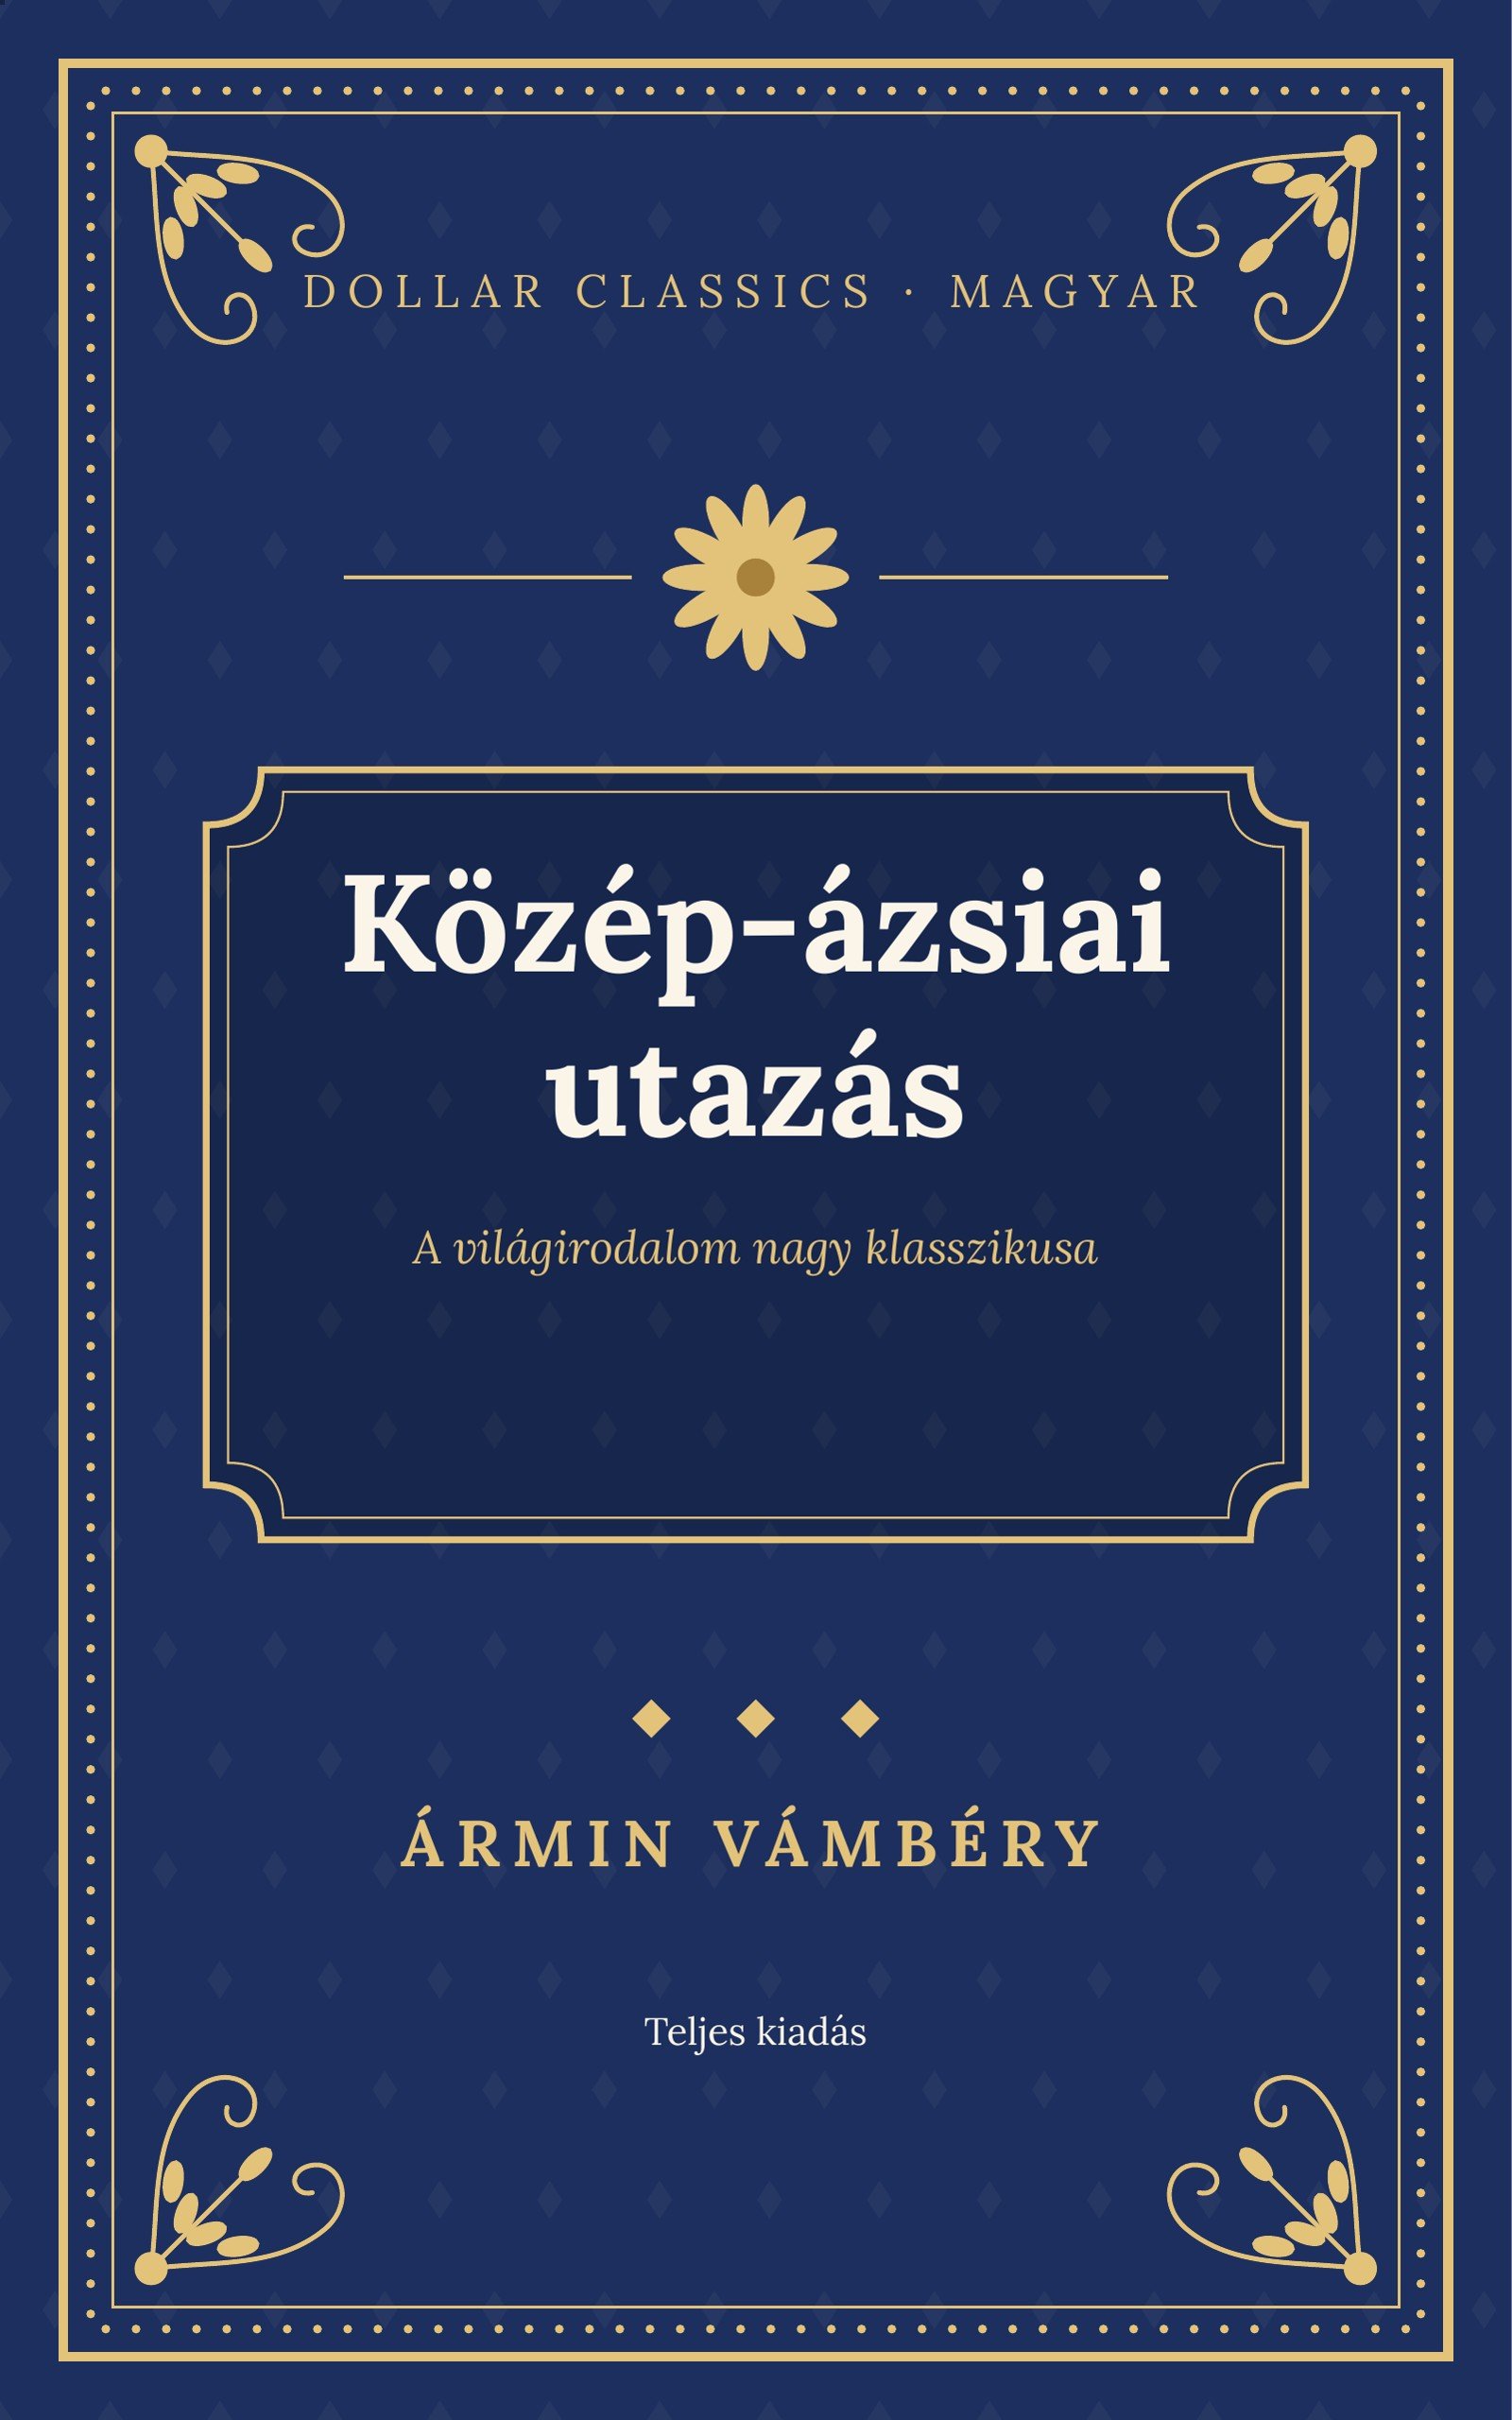 DOLLAR CLASSICS · MAGYAR
Közép-ázsiai
utazás
A világirodalom nagy klasszikusa
ÁRMIN VÁMBÉRY
Teljes kiadás